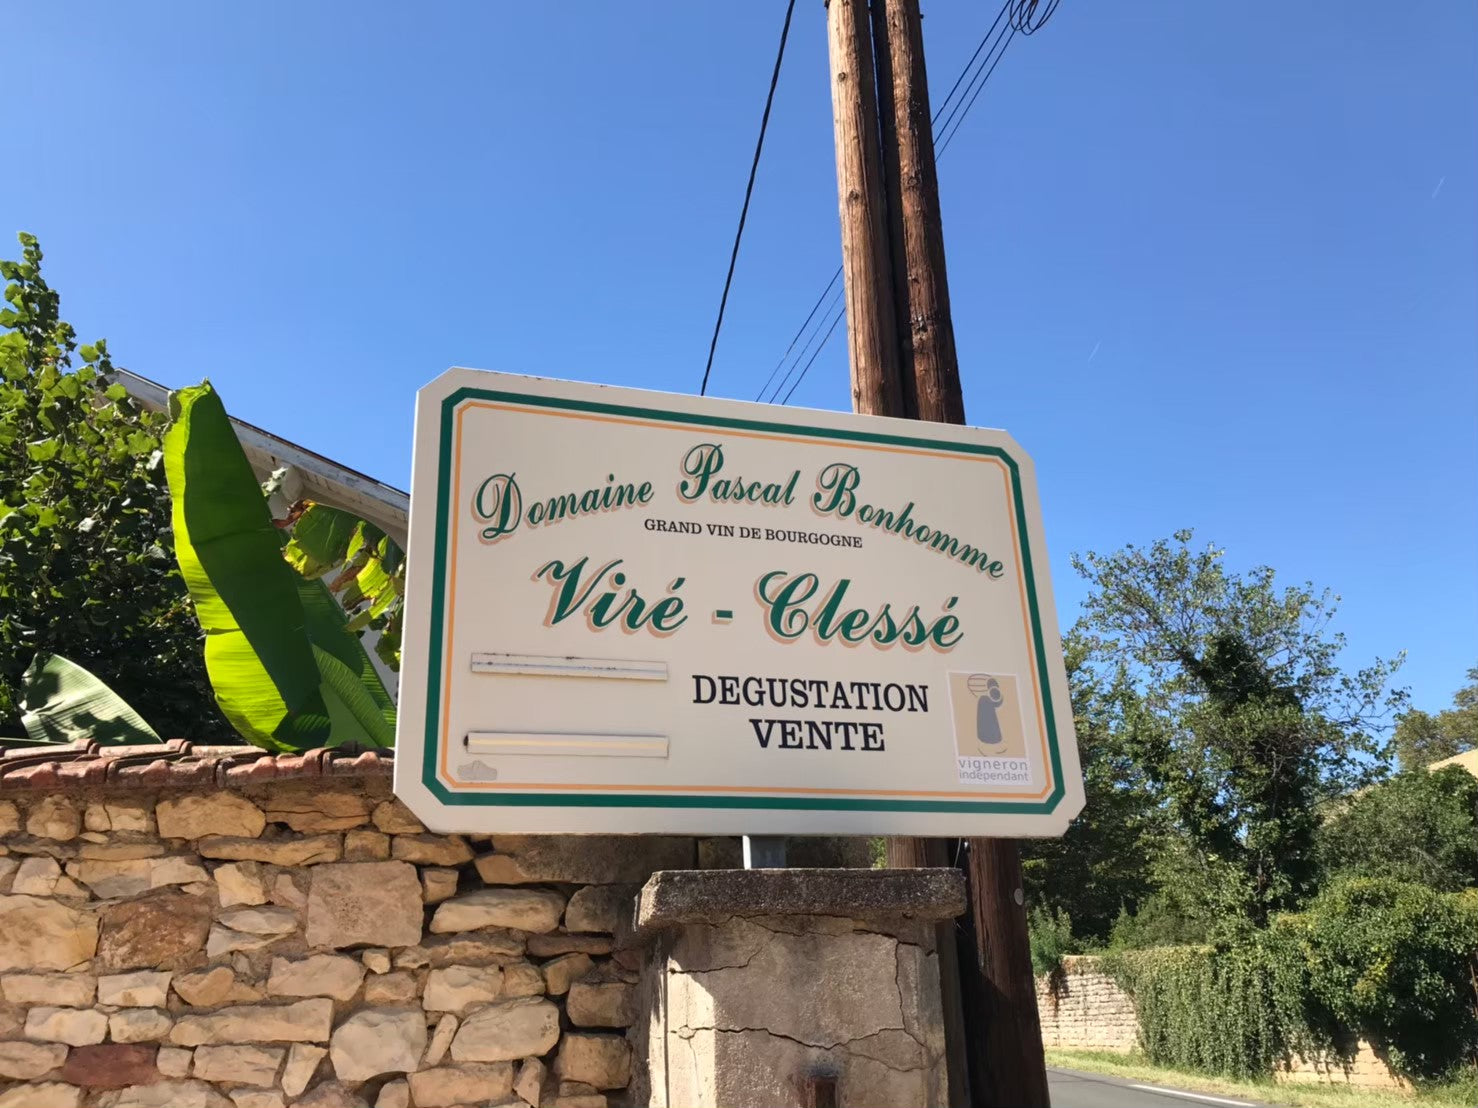 Domaine Pascal Bonhomme
GRAND VIN DE BOURGOGNE
Viré - Clessé
DEGUSTATION
VENTE
vigneron
indépendant